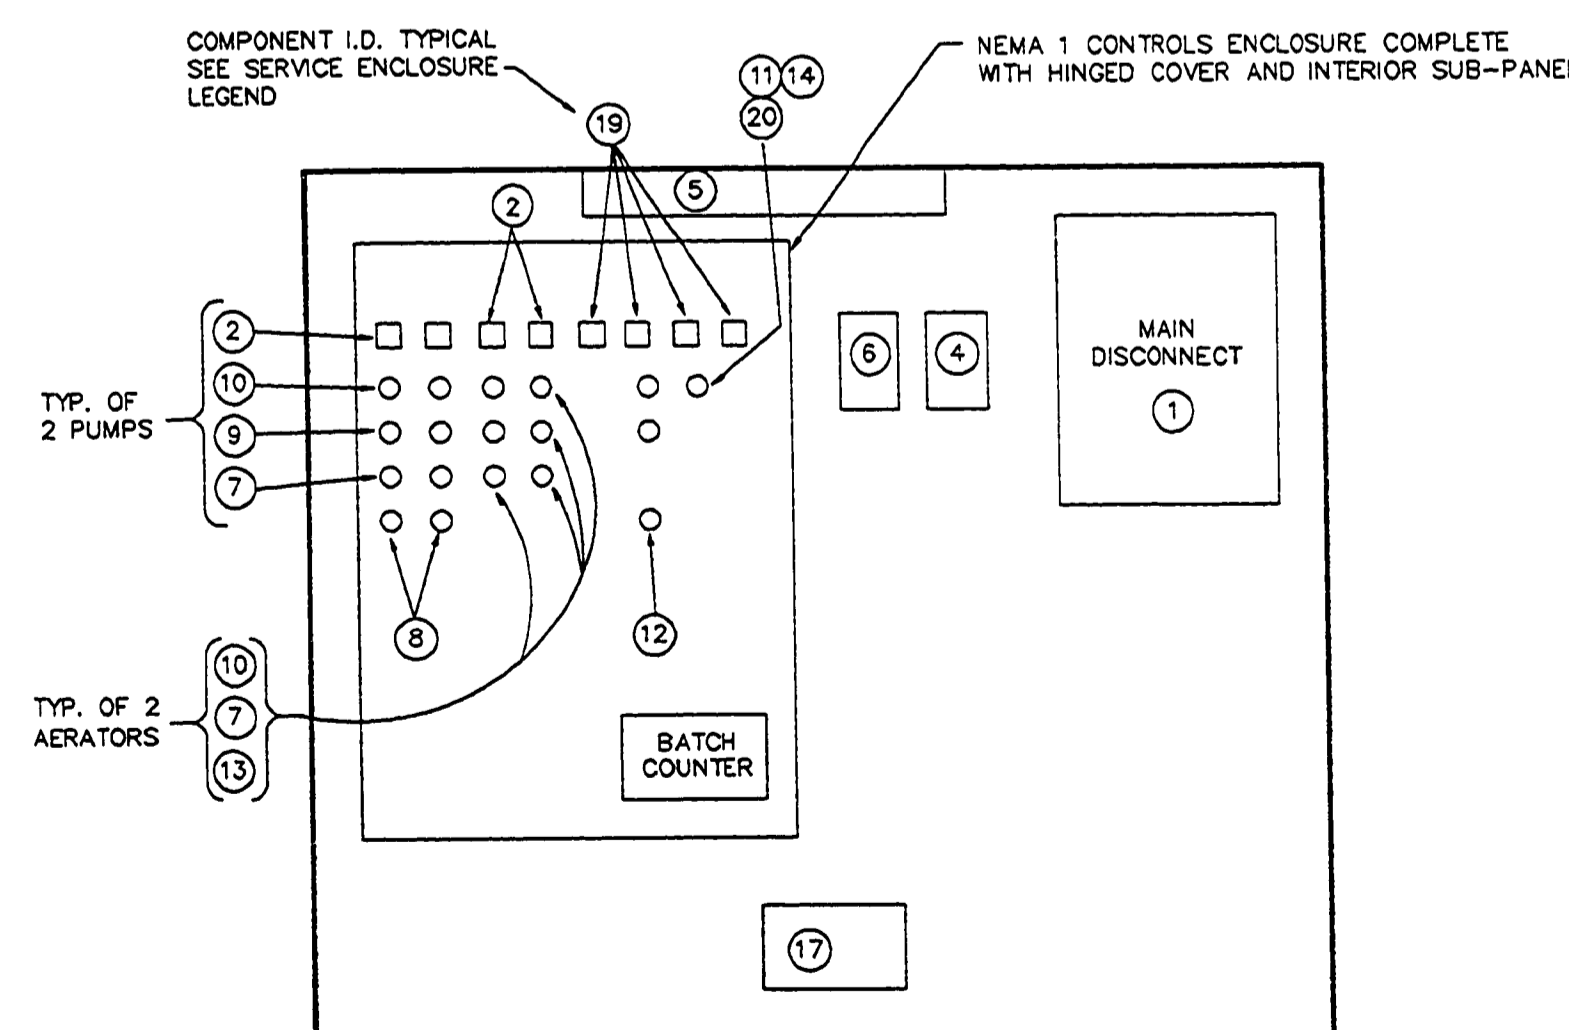 COMPONENT I.D. TYPICAL
SEE SERVICE ENCLOSURE
LEGEND
11 14
20
NEMA 1 CONTROLS ENCLOSURE COMPLETE
WITH HINGED COVER AND INTERIOR SUB-PANEL
19
5
2
2
10
9
7
TYP. OF
2 PUMPS
6
4
MAIN
DISCONNECT
1
8
12
TYP. OF 2
AERATORS
10
7
13
BATCH
COUNTER
17